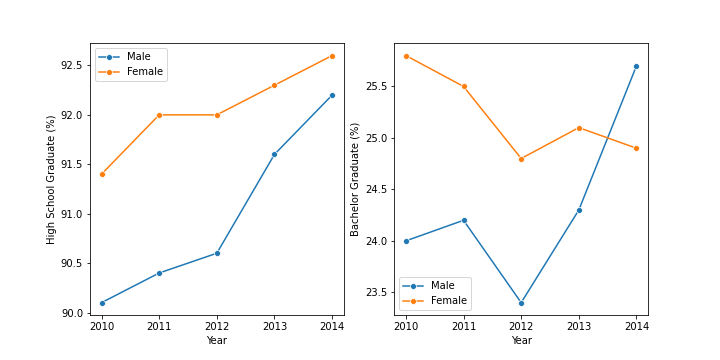 High School Graduate (%)
92.5
92.0
91.5
91.0
90.5
90.0
Male
Female
2010 2011 2012 2013 2014
Year
Bachelor Graduate (%)
25.5
25.0
24.5
24.0
23.5
Male
Female
2010 2011 2012 2013 2014
Year